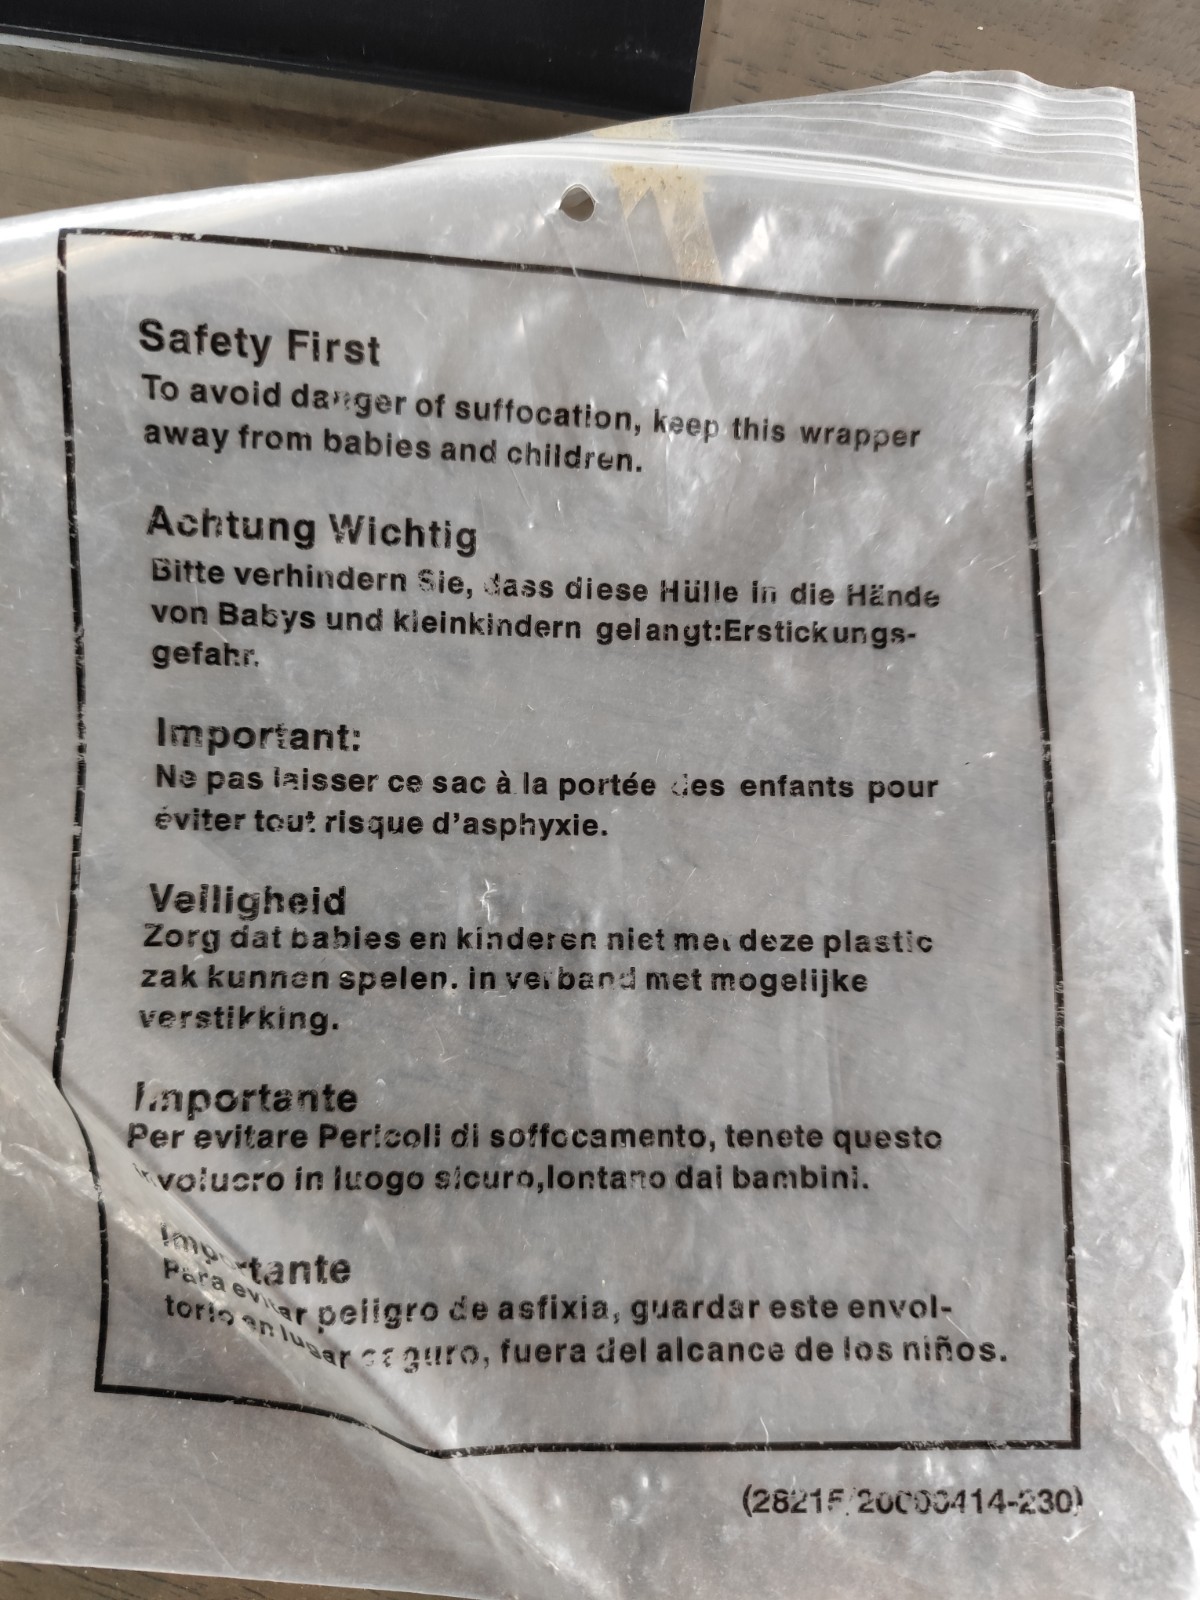 Safety First
To avoid danger of suffocation, keep this wrapper
away from babies and children.
Achtung Wichtig
Bitte verhindern Sie, dass diese Hülle in die Hände
von Babys und kleinkindern gelangt:Erstickungs-
gefahr.
Important:
Ne pas laisser ce sac à la portée des enfants pour
éviter tout risque d'asphyxie.
Veiligheid
Zorg dat babies en kinderen niet met deze plastic
zak kunnen spelen. in verband met mogelijke
verstikking.
Importante
Per evitare Pericoli di soffocamento, tenete questo
involucro in luogo sicuro,lontano dai bambini.
Importante
Para evitar peligro de asfixia, guardar este envol-
torio en lugar seguro, fuera del alcance de los niños.
(28215/20000414-230)